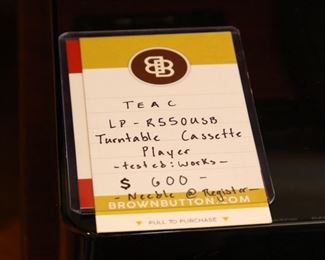 BB
TEAC
LP-R550USB
Turntable Cassette
Player
-tested: works-
$ 600-
-Needle @ Register-
BROWNBUTTON.COM
▼ PULL TO PURCHASE ▼